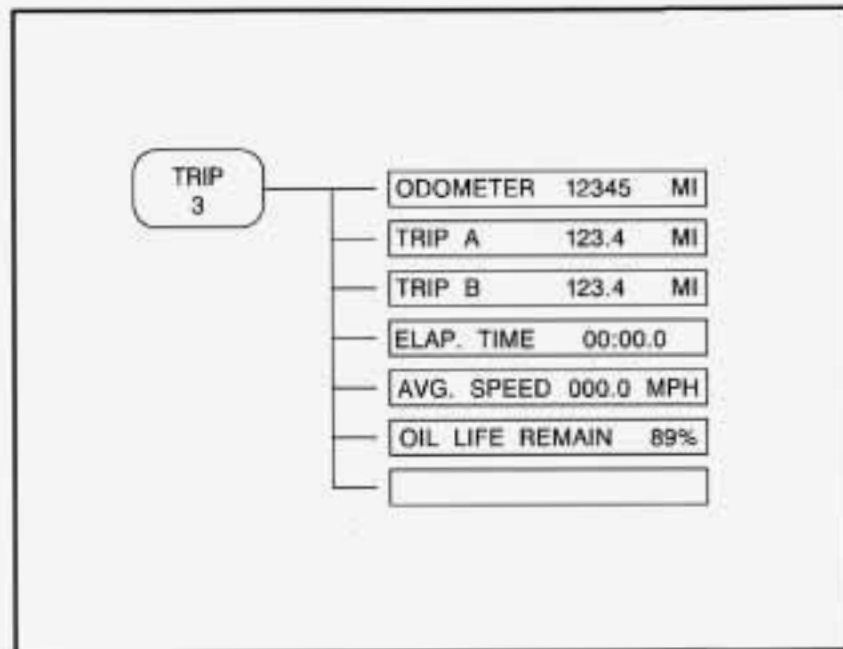 TRIP
3
ODOMETER 12345 MI
TRIP A 123.4 MI
TRIP B 123.4 MI
ELAP. TIME 00:00.0
AVG. SPEED 000.0 MPH
OIL LIFE REMAIN 89%